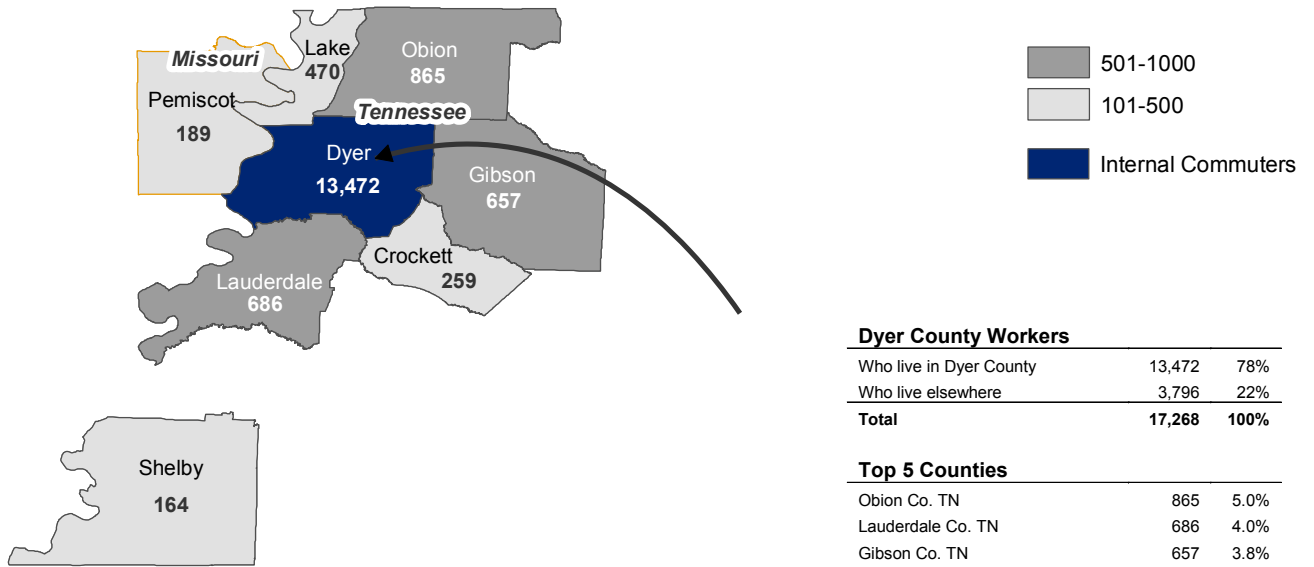 Missouri
Lake
470
Obion
865
Pemiscot
189
Tennessee
Dyer
13,472
Gibson
657
Crockett
259
Lauderdale
686
Shelby
164
501-1000
101-500
Internal Commuters
Dyer County Workers
Who live in Dyer County 13,472 78%
Who live elsewhere 3,796 22%
Total 17,268 100%
Top 5 Counties
Obion Co. TN 865 5.0%
Lauderdale Co. TN 686 4.0%
Gibson Co. TN 657 3.8%